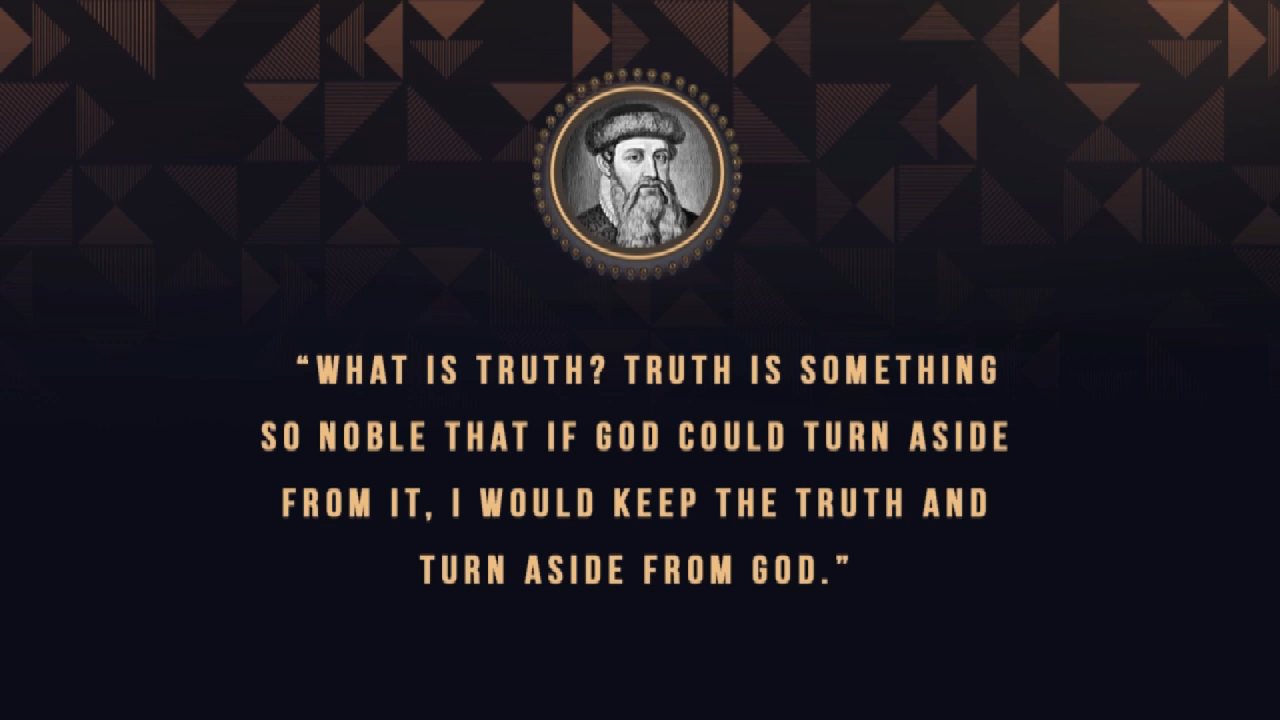 “WHAT IS TRUTH? TRUTH IS SOMETHING
SO NOBLE THAT IF GOD COULD TURN ASIDE
FROM IT, I WOULD KEEP THE TRUTH AND
TURN ASIDE FROM GOD.”